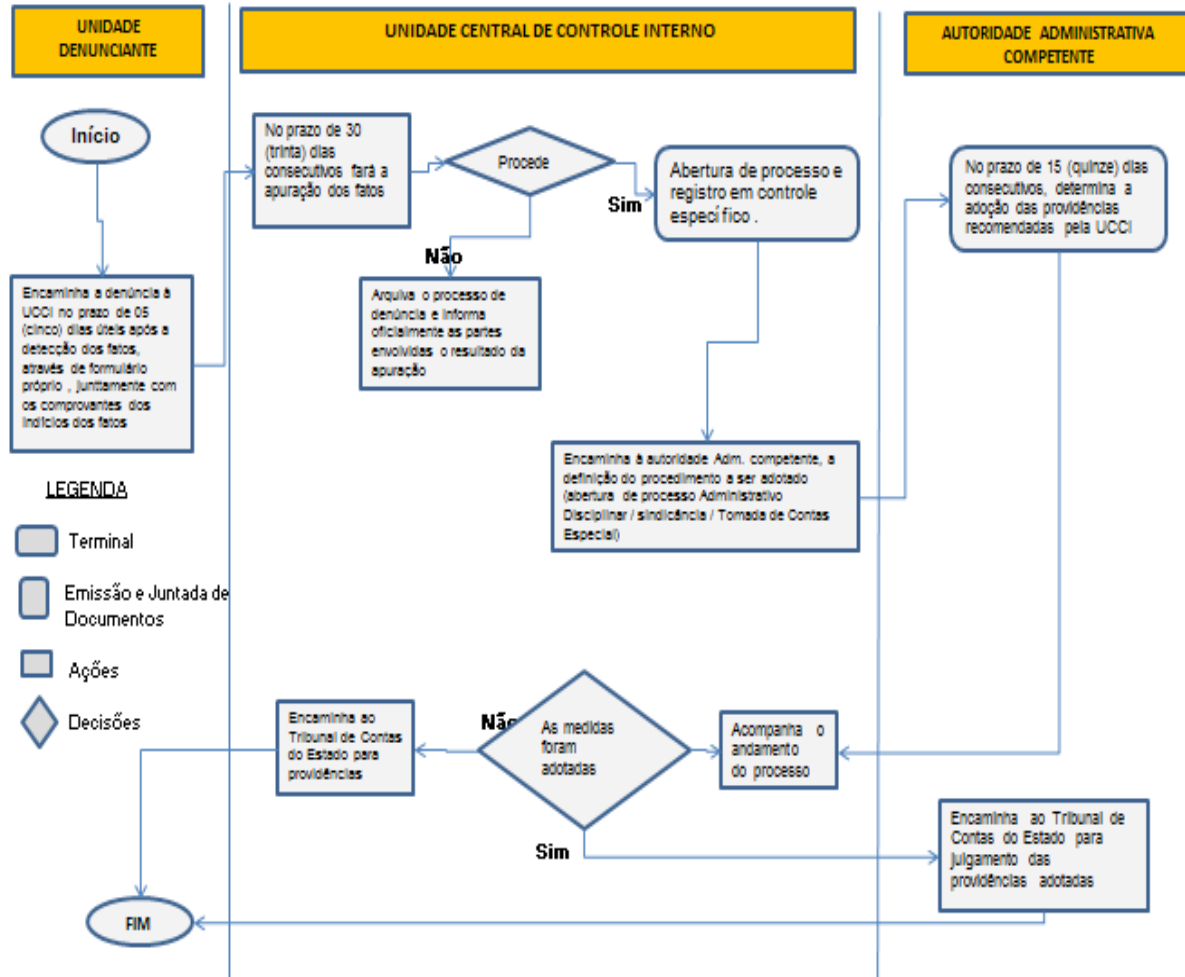 UNIDADE
DENUNCIANTE
UNIDADE CENTRAL DE CONTROLE INTERNO
AUTORIDADE ADMINISTRATIVA
COMPETENTE
Início
No prazo de 30
(trinta) dias
consecutivos fará a
apuração dos fatos
Procede
Sim
Não
Abertura de processo e
registro em controle
específico .
No prazo de 15 (quinze) dias
consecutivos, determina a
adoção das providências
recomendadas pela UCCI
Encaminha a denúncia à
UCCI no prazo de 05
(cinco) dias úteis após a
detecção dos fatos,
através de formulário
próprio , junttamente com
os comprovantes dos
indícios dos fatos
Arquiva o processo de
denúncia e informa
oficialmente as partes
envolvidas o resultado da
apuração
Encaminha à autoridade Adm. competente, a
definição do procedimento a ser adotado
(abertura de processo Administrativo
Disciplinar / sindicância / Tomada de Contas
Especial)
LEGENDA
Terminal
Emissão e Juntada de
Documentos
Ações
Decisões
Encaminha ao
Tribunal de Contas
do Estado para
providências
Não
As medidas
foram
adotadas
Sim
Acompanha o
andamento
do processo
Encaminha ao Tribunal de
Contas do Estado para
julgamento das
providências adotadas
FIM